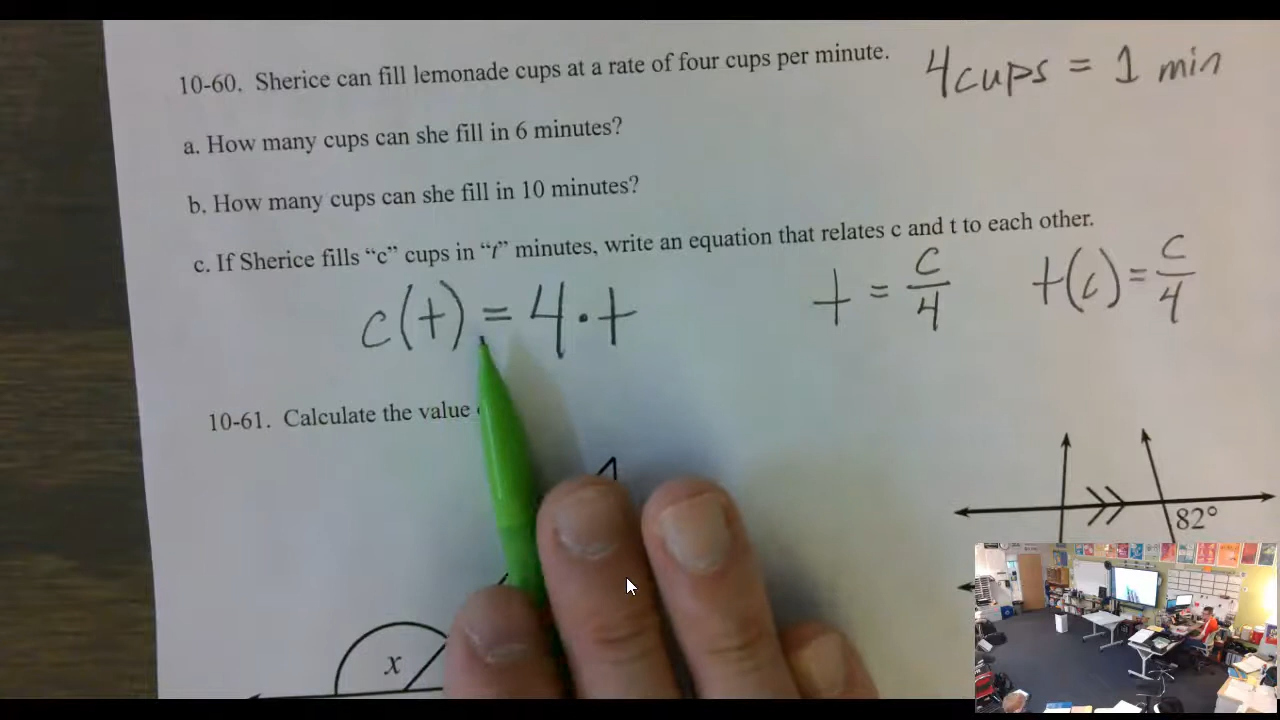 10-60. Sherice can fill lemonade cups at a rate of four cups per minute. 4 cups = 1 min
a. How many cups can she fill in 6 minutes?
b. How many cups can she fill in 10 minutes?
c. If Sherice fills “c” cups in “t” minutes, write an equation that relates c and t to each other.
c(t) = 4 · t
t = c/4
t(c) = c/4
10-61. Calculate the value
82°
x